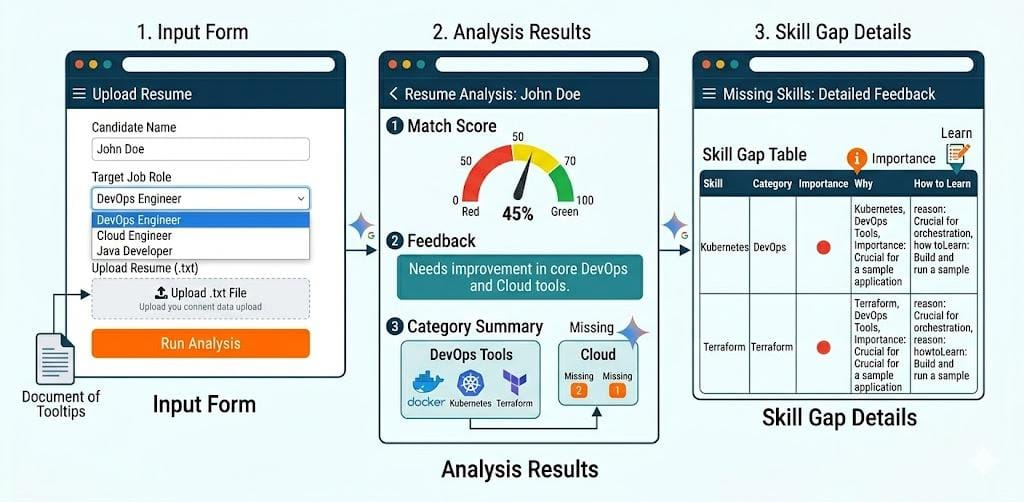 1. Input Form
Upload Resume
Candidate Name
John Doe
Target Job Role
DevOps Engineer
DevOps Engineer
Cloud Engineer
Java Developer
Upload Resume (.txt)
Upload .txt File
Upload you connent data upload
Run Analysis
Document of
Tooltips
Input Form
G
2. Analysis Results
Resume Analysis: John Doe
1 Match Score
50
50
70
0
100
Red
45%
Green
2 Feedback
Needs improvement in core DevOps
and Cloud tools.
3 Category Summary
Missing
DevOps Tools
docker
Kubernetes
Terraform
Cloud
Missing
2
Missing
1
Analysis Results
G
3. Skill Gap Details
Missing Skills: Detailed Feedback
Learn
Skill Gap Table
i Importance
Skill Category Importance Why How to Learn
Kubernetes
DevOps
Kubernetes,
DevOps
Tools,
Importance:
Crucial for
a sample
application
reason:
Crucial for
orchestration,
how toLearn:
Build and
run a sample
Terraform
Terraform
Terraform,
DevOps
Tools,
Importance:
Crucial for
Crucial for
a sample
application
reason:
Crucial for
orchestration,
reason:
howtoLearn:
Build and
run a sample
Skill Gap Details